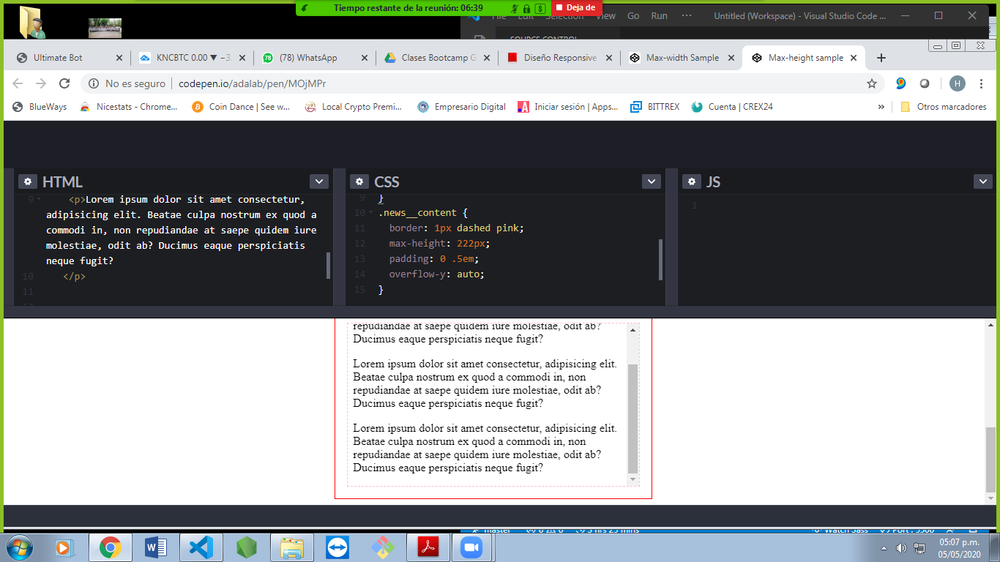 Tiempo restante de la reunión: 06:39
Deja de
File Edit Selection View Go Run ··· Untitled (Workspace) - Visual Studio Code ...
SOURCE CONTROL
Ultimate Bot
KNCBTC 0.00 ▼ −3
(78) WhatsApp
Clases Bootcamp G
Diseño Responsive
Max-width Sample
Max-height sample
No es seguro | codepen.io/adalab/pen/MOjMPr
H
BlueWays
Nicestats - Chrome...
Coin Dance | See w...
Local Crypto Premi...
Empresario Digital
Iniciar sesión | Apps...
BITTREX
Cuenta | CREX24
»
Otros marcadores
HTML
9 <p>Lorem ipsum dolor sit amet consectetur,
adipisicing elit. Beatae culpa nostrum ex quod a
commodi in, non repudiandae at saepe quidem iure
molestiae, odit ab? Ducimus eaque perspiciatis
neque fugit?
10 </p>
11
12
CSS
9 }
10 .news__content {
11 border: 1px dashed pink;
12 max-height: 222px;
13 padding: 0 .5em;
14 overflow-y: auto;
15 }
JS
1
repudiandae at saepe quidem iure molestiae, odit ab?
Ducimus eaque perspiciatis neque fugit?
Lorem ipsum dolor sit amet consectetur, adipisicing elit.
Beatae culpa nostrum ex quod a commodi in, non
repudiandae at saepe quidem iure molestiae, odit ab?
Ducimus eaque perspiciatis neque fugit?
Lorem ipsum dolor sit amet consectetur, adipisicing elit.
Beatae culpa nostrum ex quod a commodi in, non
repudiandae at saepe quidem iure molestiae, odit ab?
Ducimus eaque perspiciatis neque fugit?
master 0 0 3 hrs 25 mins Watch Sass Port : 5500
05:07 p.m.
05/05/2020